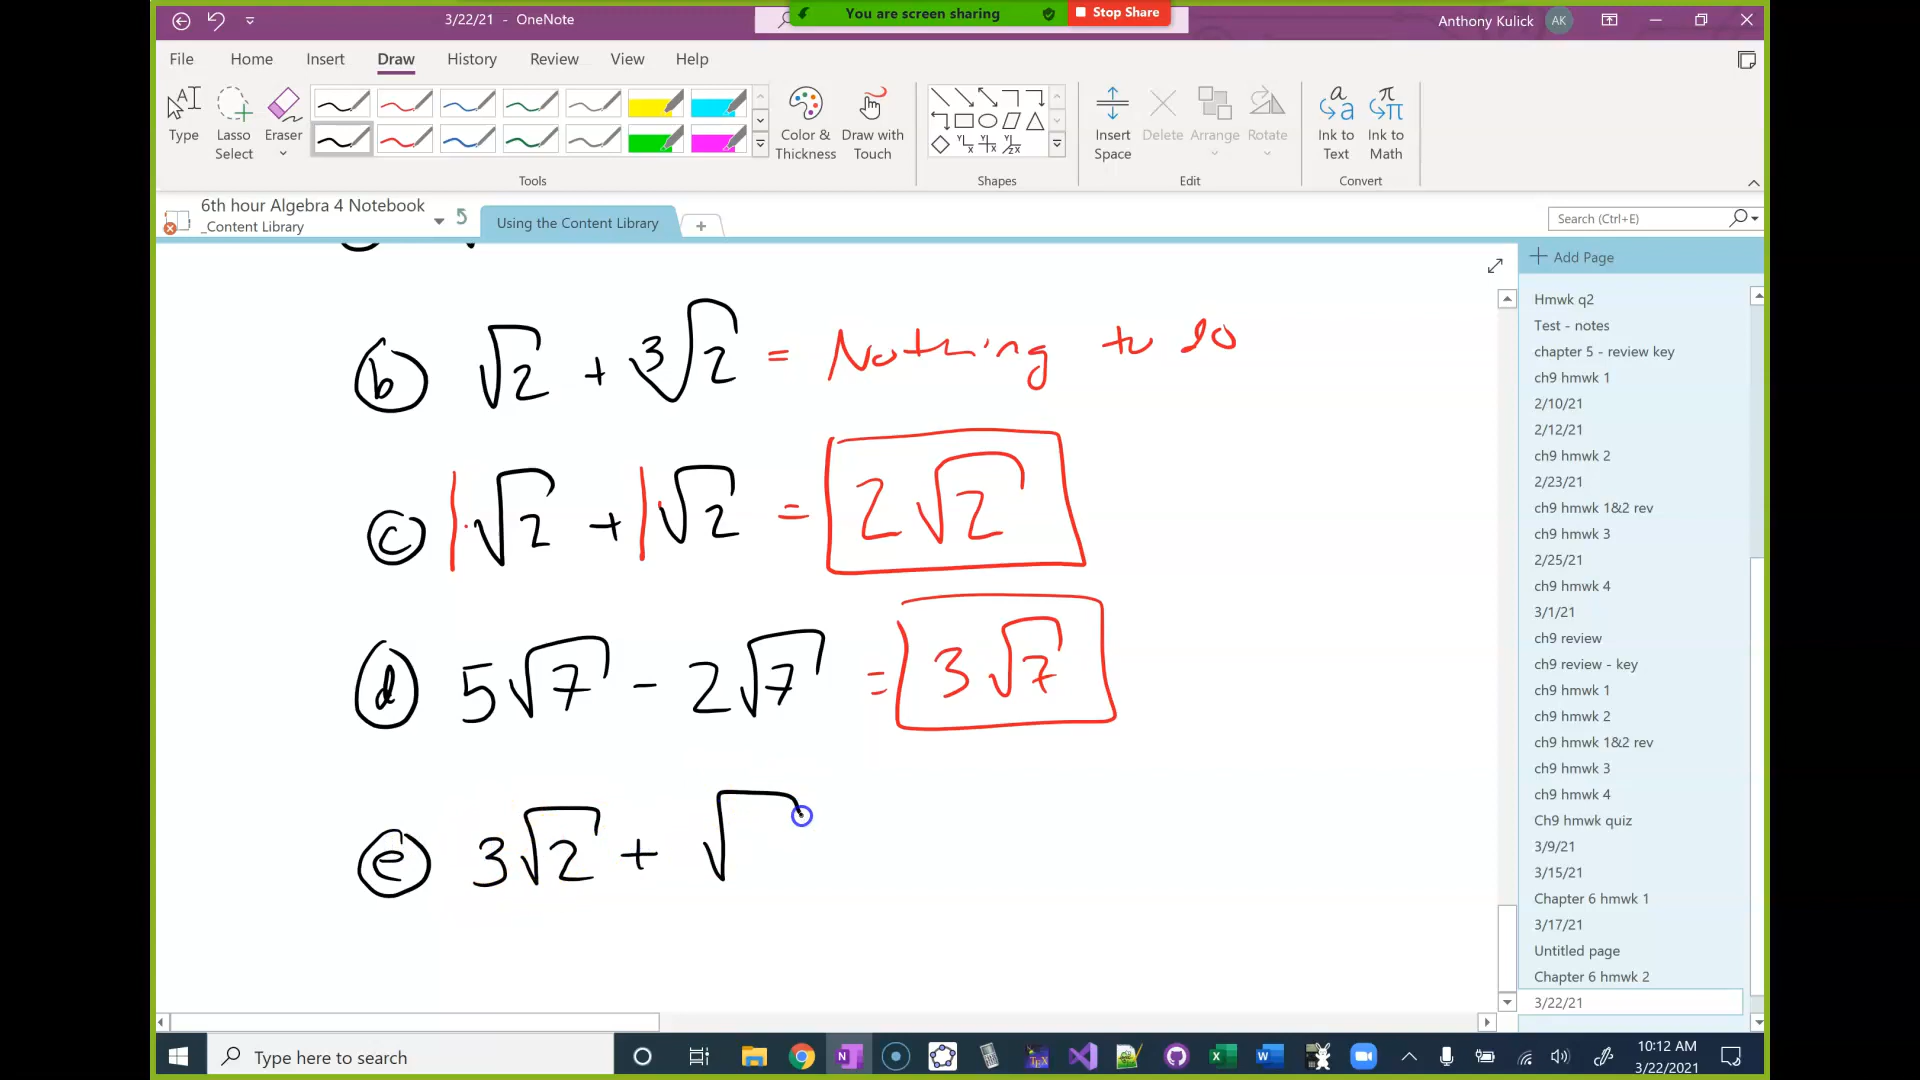 3/22/21 - OneNote
You are screen sharing
Stop Share
Anthony Kulick AK
File Home Insert Draw History Review View Help
Type
Lasso Select
Eraser
Color & Thickness
Draw with Touch
Insert Space
Delete
Arrange
Rotate
Ink to Text
Ink to Math
Tools
Shapes
Edit
Convert
6th hour Algebra 4 Notebook
_Content Library
Using the Content Library
Search (Ctrl+E)
Add Page
Hmwk q2
Test - notes
chapter 5 - review key
ch9 hmwk 1
2/10/21
2/12/21
ch9 hmwk 2
2/23/21
ch9 hmwk 1&2 rev
ch9 hmwk 3
2/25/21
ch9 hmwk 4
3/1/21
ch9 review
ch9 review - key
ch9 hmwk 1
ch9 hmwk 2
ch9 hmwk 1&2 rev
ch9 hmwk 3
ch9 hmwk 4
Ch9 hmwk quiz
3/9/21
3/15/21
Chapter 6 hmwk 1
3/17/21
Untitled page
Chapter 6 hmwk 2
3/22/21
b √2 + ³√2 = Nothing to do
c 1·√2 + 1√2 = 2√2
d 5√7 - 2√7 = 3√7
e 3√2 + √
Type here to search
10:12 AM
3/22/2021